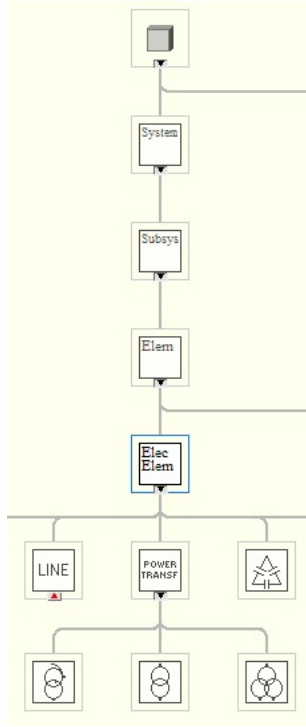 System
Subsys
Elem
Elec
Elem
LINE
POWER
TRANSF